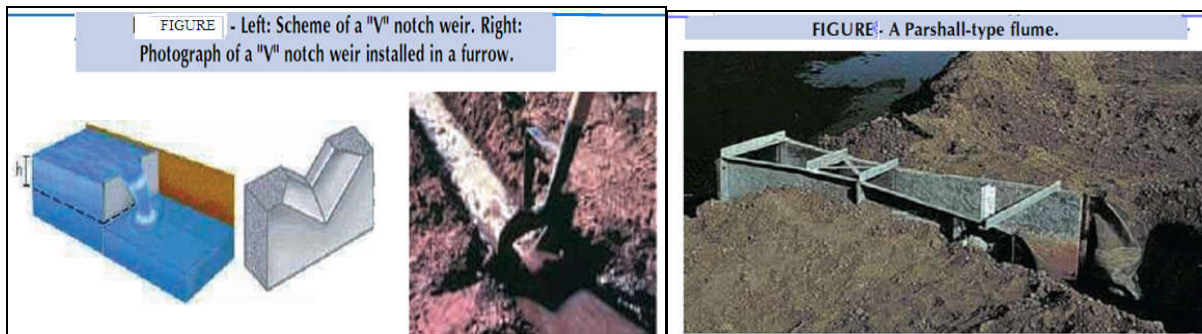 FIGURE - Left: Scheme of a "V" notch weir. Right:
Photograph of a "V" notch weir installed in a furrow.
h
FIGURE - A Parshall-type flume.